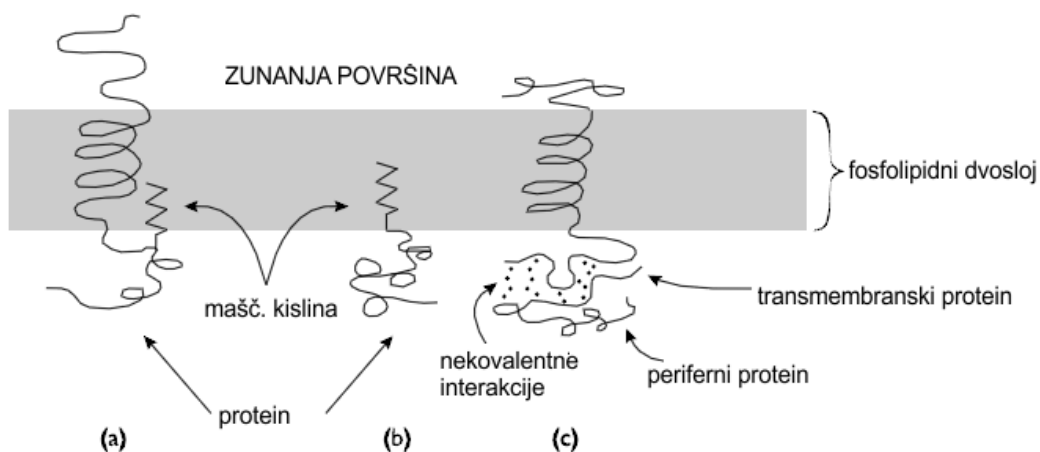 ZUNANJA POVRŠINA
fosfolipidni dvosloj
mašč. kislina
transmembranski protein
nekovalentne
interakcije
periferni protein
protein
(a)
(b)
(c)